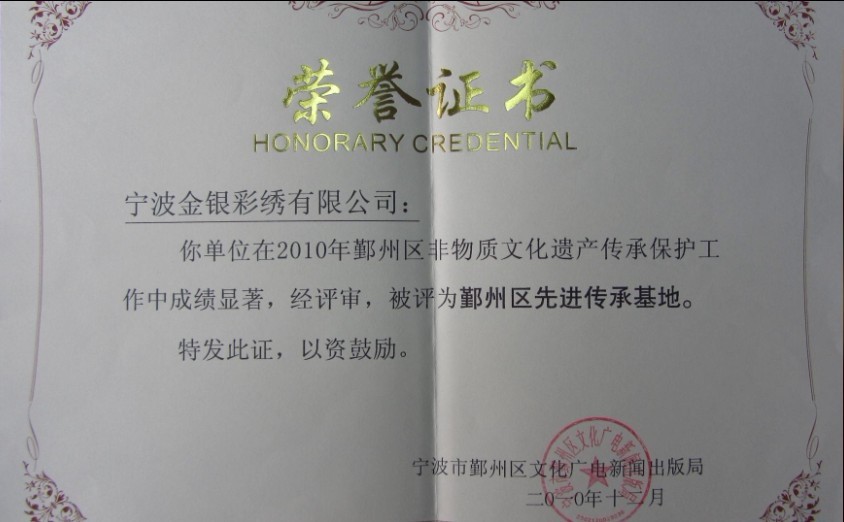 荣誉证书
HONORARY CREDENTIAL
宁波金银彩绣有限公司：
你单位在2010年鄞州区非物质文化遗产传承保护工
作中成绩显著，经评审，被评为鄞州区先进传承基地。
特发此证，以资鼓励。
宁波市鄞州区文化广电新闻出版局
二〇一〇年十二月